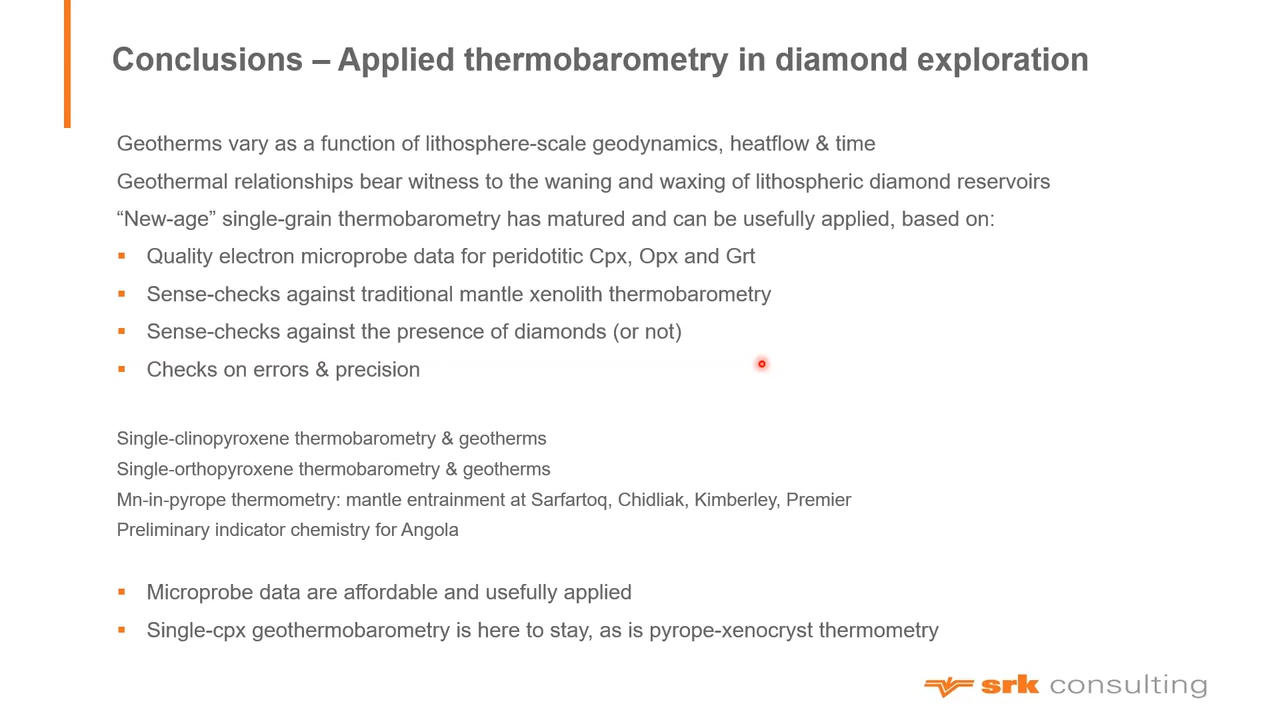 Conclusions – Applied thermobarometry in diamond exploration
Geotherms vary as a function of lithosphere-scale geodynamics, heatflow & time
Geothermal relationships bear witness to the waning and waxing of lithospheric diamond reservoirs
“New-age” single-grain thermobarometry has matured and can be usefully applied, based on:
Quality electron microprobe data for peridotitic Cpx, Opx and Grt
Sense-checks against traditional mantle xenolith thermobarometry
Sense-checks against the presence of diamonds (or not)
Checks on errors & precision
Single-clinopyroxene thermobarometry & geotherms
Single-orthopyroxene thermobarometry & geotherms
Mn-in-pyrope thermometry: mantle entrainment at Sarfartoq, Chidliak, Kimberley, Premier
Preliminary indicator chemistry for Angola
Microprobe data are affordable and usefully applied
Single-cpx geothermobarometry is here to stay, as is pyrope-xenocryst thermometry
srk consulting